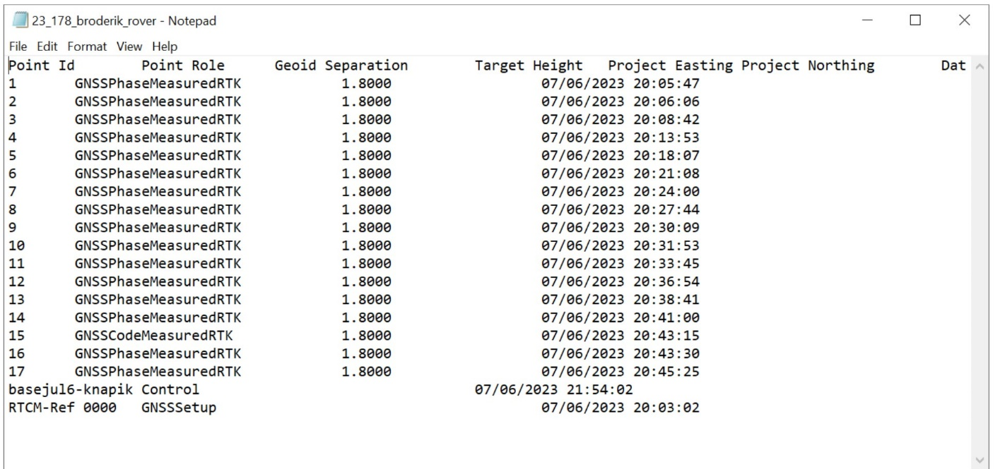 23_178_broderik_rover - Notepad
File Edit Format View Help
Point Id Point Role Geoid Separation Target Height Project Easting Project Northing Dat
1 GNSSPhaseMeasuredRTK 1.8000 07/06/2023 20:05:47
2 GNSSPhaseMeasuredRTK 1.8000 07/06/2023 20:06:06
3 GNSSPhaseMeasuredRTK 1.8000 07/06/2023 20:08:42
4 GNSSPhaseMeasuredRTK 1.8000 07/06/2023 20:13:53
5 GNSSPhaseMeasuredRTK 1.8000 07/06/2023 20:18:07
6 GNSSPhaseMeasuredRTK 1.8000 07/06/2023 20:21:08
7 GNSSPhaseMeasuredRTK 1.8000 07/06/2023 20:24:00
8 GNSSPhaseMeasuredRTK 1.8000 07/06/2023 20:27:44
9 GNSSPhaseMeasuredRTK 1.8000 07/06/2023 20:30:09
10 GNSSPhaseMeasuredRTK 1.8000 07/06/2023 20:31:53
11 GNSSPhaseMeasuredRTK 1.8000 07/06/2023 20:33:45
12 GNSSPhaseMeasuredRTK 1.8000 07/06/2023 20:36:54
13 GNSSPhaseMeasuredRTK 1.8000 07/06/2023 20:38:41
14 GNSSPhaseMeasuredRTK 1.8000 07/06/2023 20:41:00
15 GNSSCodeMeasuredRTK 1.8000 07/06/2023 20:43:15
16 GNSSPhaseMeasuredRTK 1.8000 07/06/2023 20:43:30
17 GNSSPhaseMeasuredRTK 1.8000 07/06/2023 20:45:25
basejul6-knapik Control 07/06/2023 21:54:02
RTCM-Ref 0000 GNSSSetup 07/06/2023 20:03:02